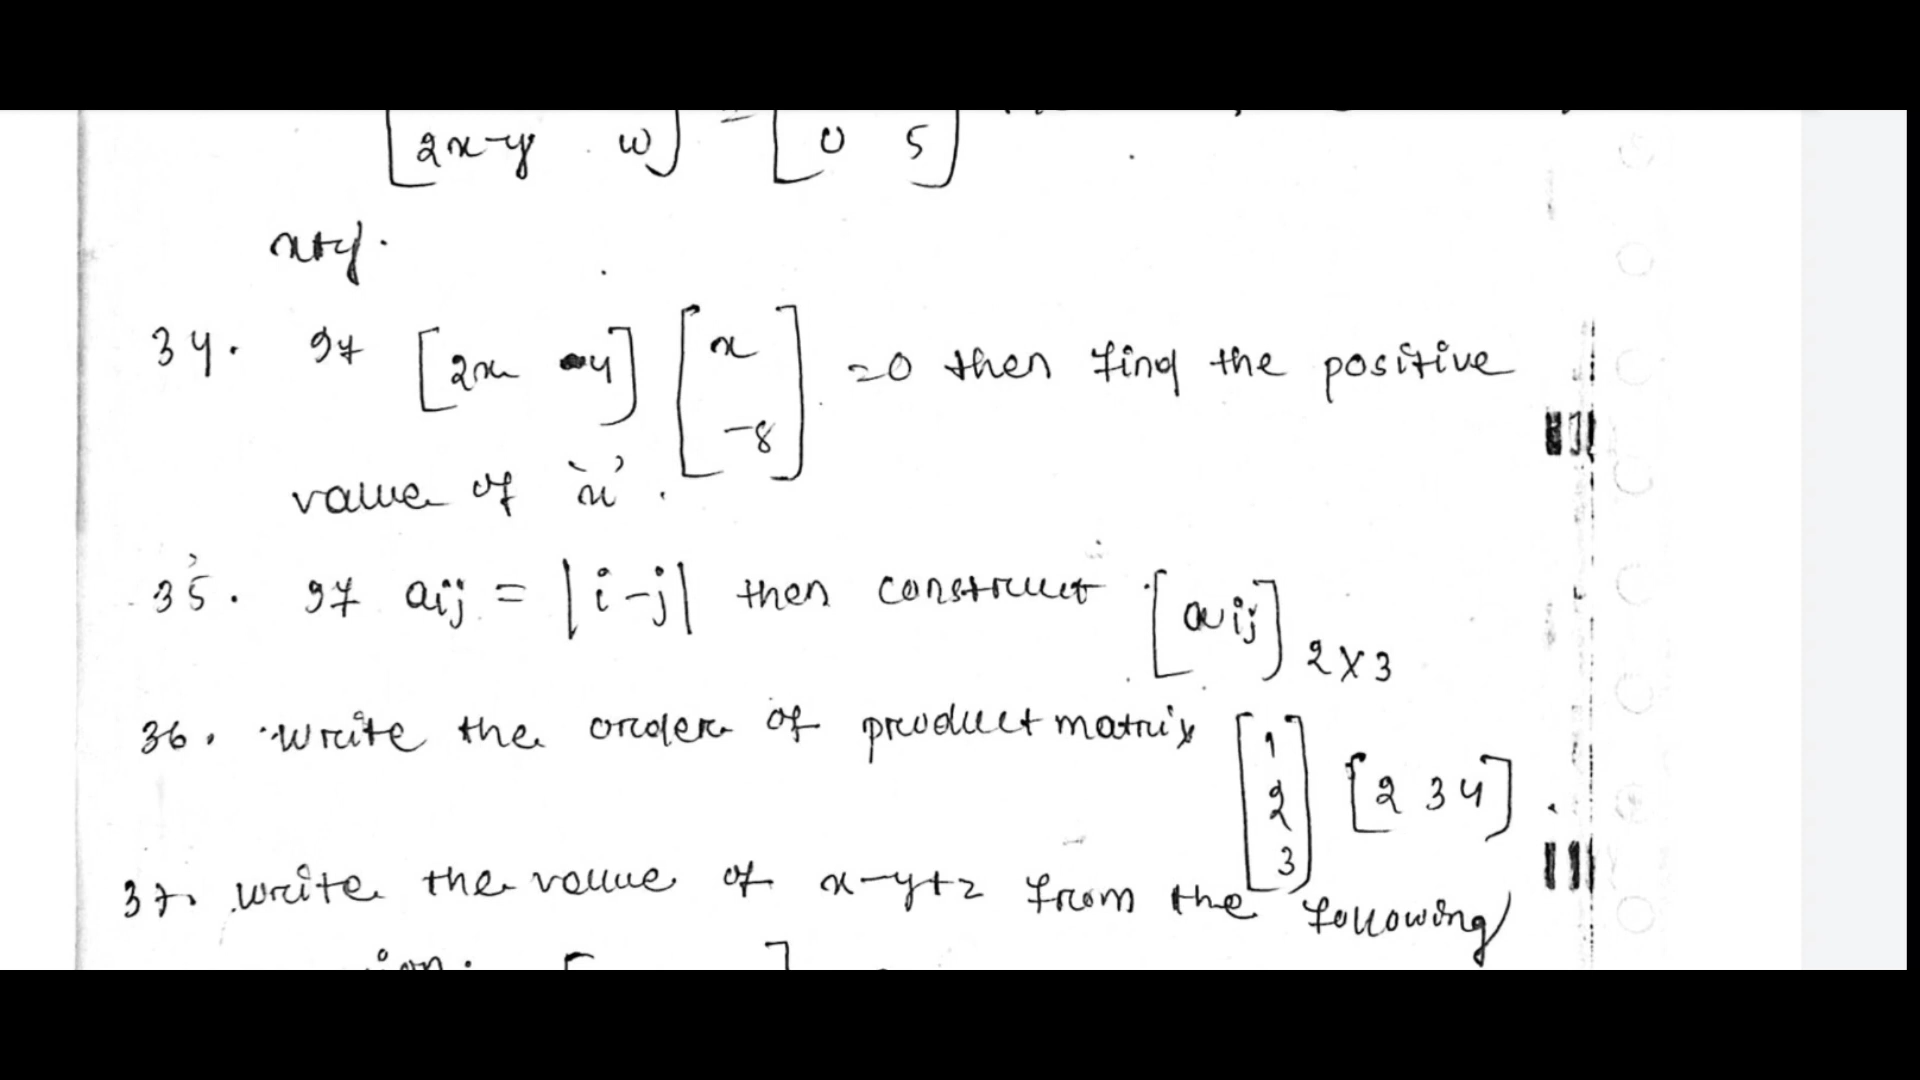 [2x-y w] = [0 5]
x+y.
34. If [2x 4] [x -8] =0 then find the positive
value of 'x'.
35. If aij = |i-j| then construct [aij] 2X3
36. Write the order of product matrix [1 2 3] [2 3 4].
37. write the value of x-y+z from the following